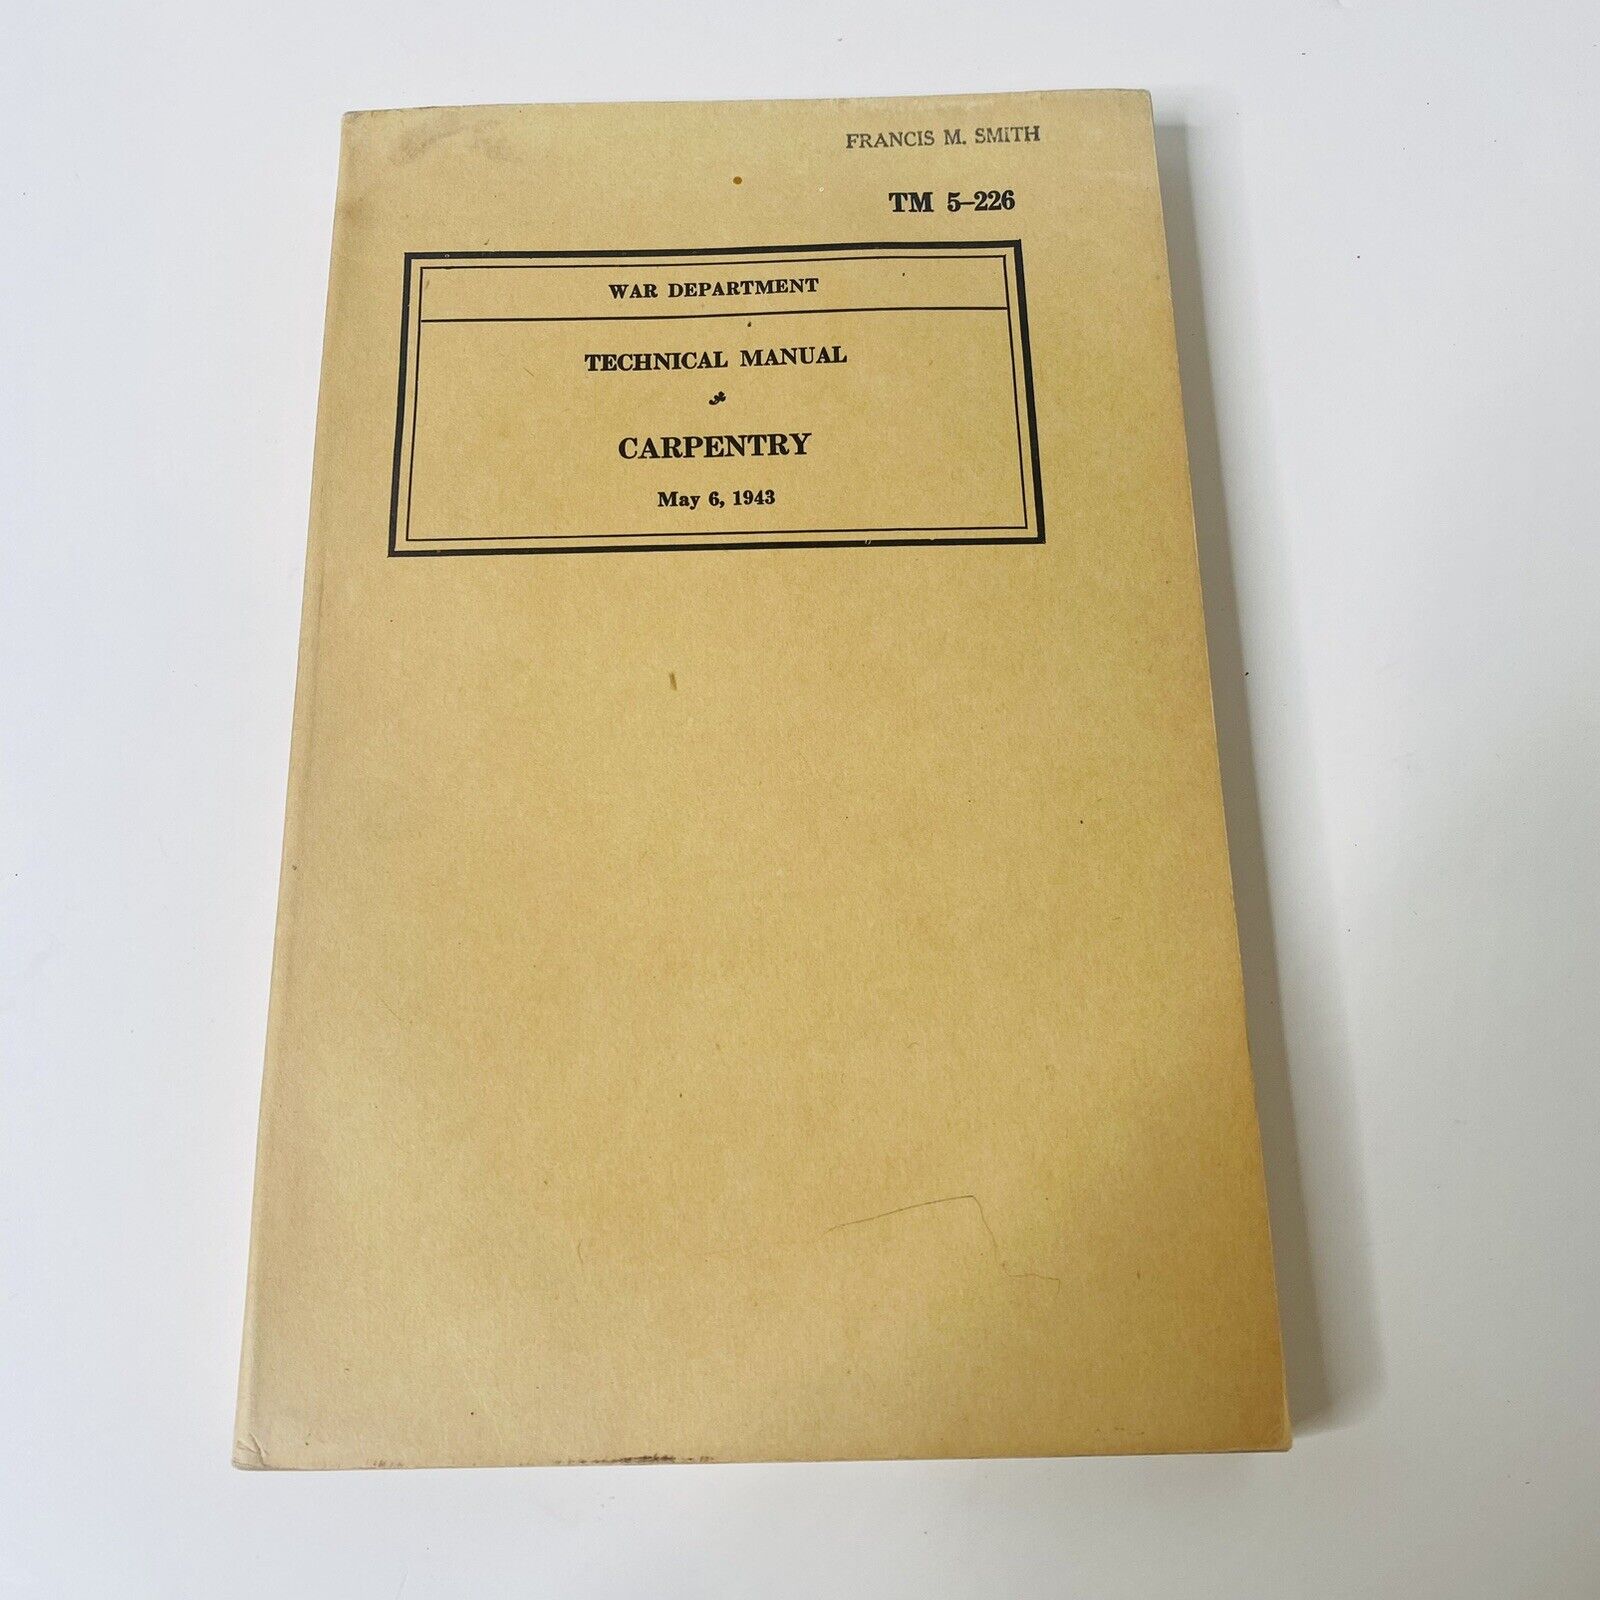 FRANCIS M. SMITH
TM 5–226
WAR DEPARTMENT
TECHNICAL MANUAL
CARPENTRY
May 6, 1943